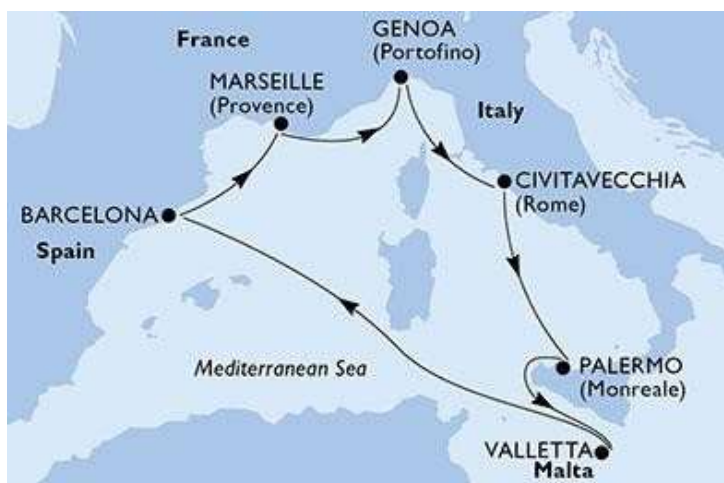 France
GENOA
(Portofino)
MARSEILLE
(Provence)
Italy
CIVITAVECCHIA
(Rome)
BARCELONA
Spain
Mediterranean Sea
PALERMO
(Monreale)
VALLETTA
Malta